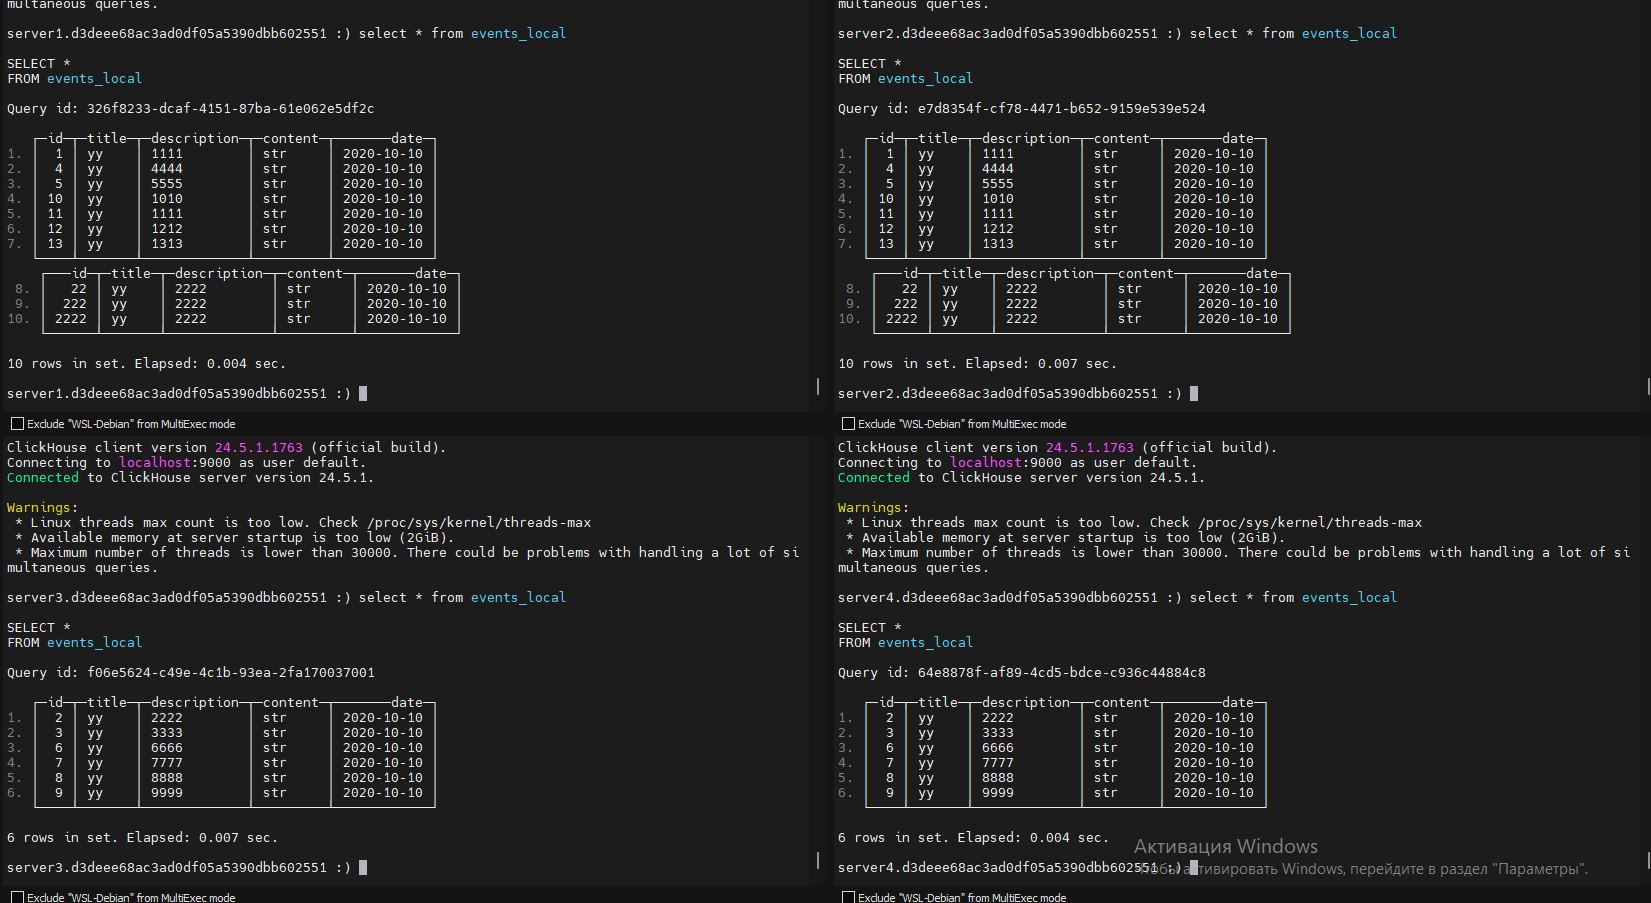 multaneous queries.
server1.d3deee68ac3ad0df05a5390dbb602551 :) select * from events_local
SELECT *
FROM events_local
Query id: 326f8233-dcaf-4151-87ba-61e062e5df2c
id title description content date
1. 1 yy 1111 str 2020-10-10
2. 4 yy 4444 str 2020-10-10
3. 5 yy 5555 str 2020-10-10
4. 10 yy 1010 str 2020-10-10
5. 11 yy 1111 str 2020-10-10
6. 12 yy 1212 str 2020-10-10
7. 13 yy 1313 str 2020-10-10
id title description content date
8. 22 yy 2222 str 2020-10-10
9. 222 yy 2222 str 2020-10-10
10. 2222 yy 2222 str 2020-10-10
10 rows in set. Elapsed: 0.004 sec.
server1.d3deee68ac3ad0df05a5390dbb602551 :)
Exclude "WSL-Debian" from MultiExec mode
multaneous queries.
server2.d3deee68ac3ad0df05a5390dbb602551 :) select * from events_local
SELECT *
FROM events_local
Query id: e7d8354f-cf78-4471-b652-9159e539e524
id title description content date
1. 1 yy 1111 str 2020-10-10
2. 4 yy 4444 str 2020-10-10
3. 5 yy 5555 str 2020-10-10
4. 10 yy 1010 str 2020-10-10
5. 11 yy 1111 str 2020-10-10
6. 12 yy 1212 str 2020-10-10
7. 13 yy 1313 str 2020-10-10
id title description content date
8. 22 yy 2222 str 2020-10-10
9. 222 yy 2222 str 2020-10-10
10. 2222 yy 2222 str 2020-10-10
10 rows in set. Elapsed: 0.007 sec.
server2.d3deee68ac3ad0df05a5390dbb602551 :)
Exclude "WSL-Debian" from MultiExec mode
ClickHouse client version 24.5.1.1763 (official build).
Connecting to localhost:9000 as user default.
Connected to ClickHouse server version 24.5.1.
Warnings:
* Linux threads max count is too low. Check /proc/sys/kernel/threads-max
* Available memory at server startup is too low (2GiB).
* Maximum number of threads is lower than 30000. There could be problems with handling a lot of si
multaneous queries.
server3.d3deee68ac3ad0df05a5390dbb602551 :) select * from events_local
SELECT *
FROM events_local
Query id: f06e5624-c49e-4c1b-93ea-2fa170037001
id title description content date
1. 2 yy 2222 str 2020-10-10
2. 3 yy 3333 str 2020-10-10
3. 6 yy 6666 str 2020-10-10
4. 7 yy 7777 str 2020-10-10
5. 8 yy 8888 str 2020-10-10
6. 9 yy 9999 str 2020-10-10
6 rows in set. Elapsed: 0.007 sec.
server3.d3deee68ac3ad0df05a5390dbb602551 :)
Exclude "WSL-Debian" from MultiExec mode
ClickHouse client version 24.5.1.1763 (official build).
Connecting to localhost:9000 as user default.
Connected to ClickHouse server version 24.5.1.
Warnings:
* Linux threads max count is too low. Check /proc/sys/kernel/threads-max
* Available memory at server startup is too low (2GiB).
* Maximum number of threads is lower than 30000. There could be problems with handling a lot of si
multaneous queries.
server4.d3deee68ac3ad0df05a5390dbb602551 :) select * from events_local
SELECT *
FROM events_local
Query id: 64e8878f-af89-4cd5-bdce-c936c44884c8
id title description content date
1. 2 yy 2222 str 2020-10-10
2. 3 yy 3333 str 2020-10-10
3. 6 yy 6666 str 2020-10-10
4. 7 yy 7777 str 2020-10-10
5. 8 yy 8888 str 2020-10-10
6. 9 yy 9999 str 2020-10-10
6 rows in set. Elapsed: 0.004 sec.
server4.d3deee68ac3ad0df05a5390dbb602551 :)
Exclude "WSL-Debian" from MultiExec mode
Активация Windows
Чтобы активировать Windows, перейдите в раздел "Параметры".